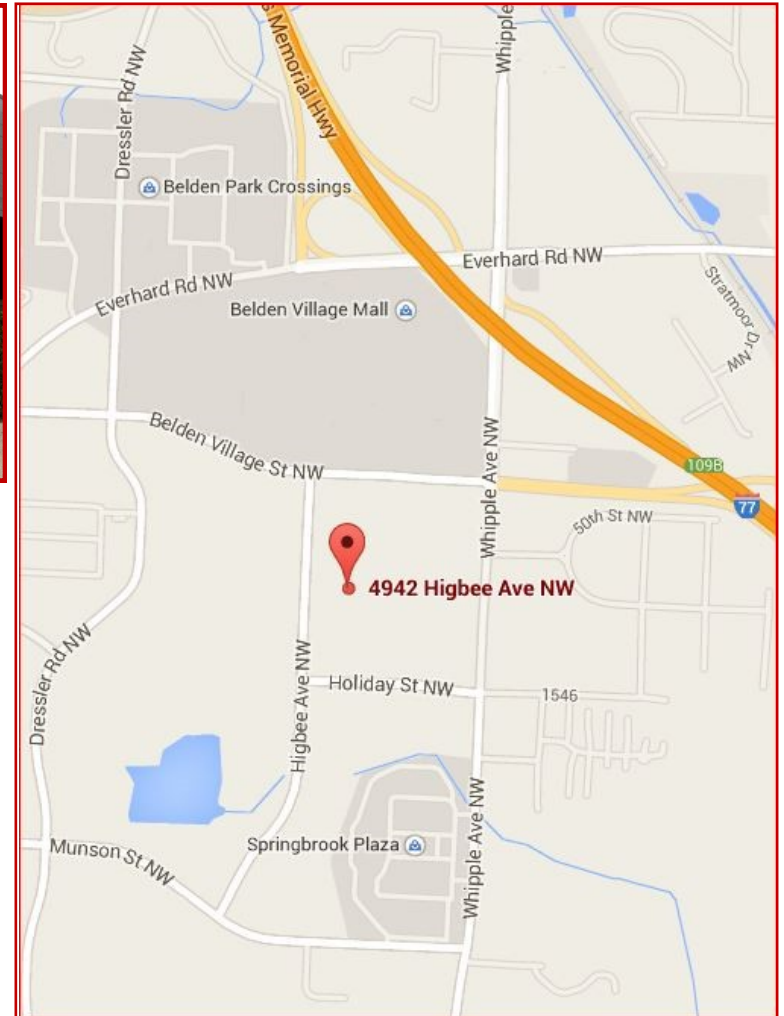 s Memorial Hwy
Whipple
Dressler Rd NW
Belden Park Crossings
Everhard Rd NW
Everhard Rd NW
Stratmoor Dr NW
Belden Village Mall
Belden Village St NW
Whipple Ave NW
109B
77
50th St NW
4942 Higbee Ave NW
Dressler Rd NW
Higbee Ave NW
Holiday St NW
1546
Munson St NW
Springbrook Plaza
Whipple Ave NW